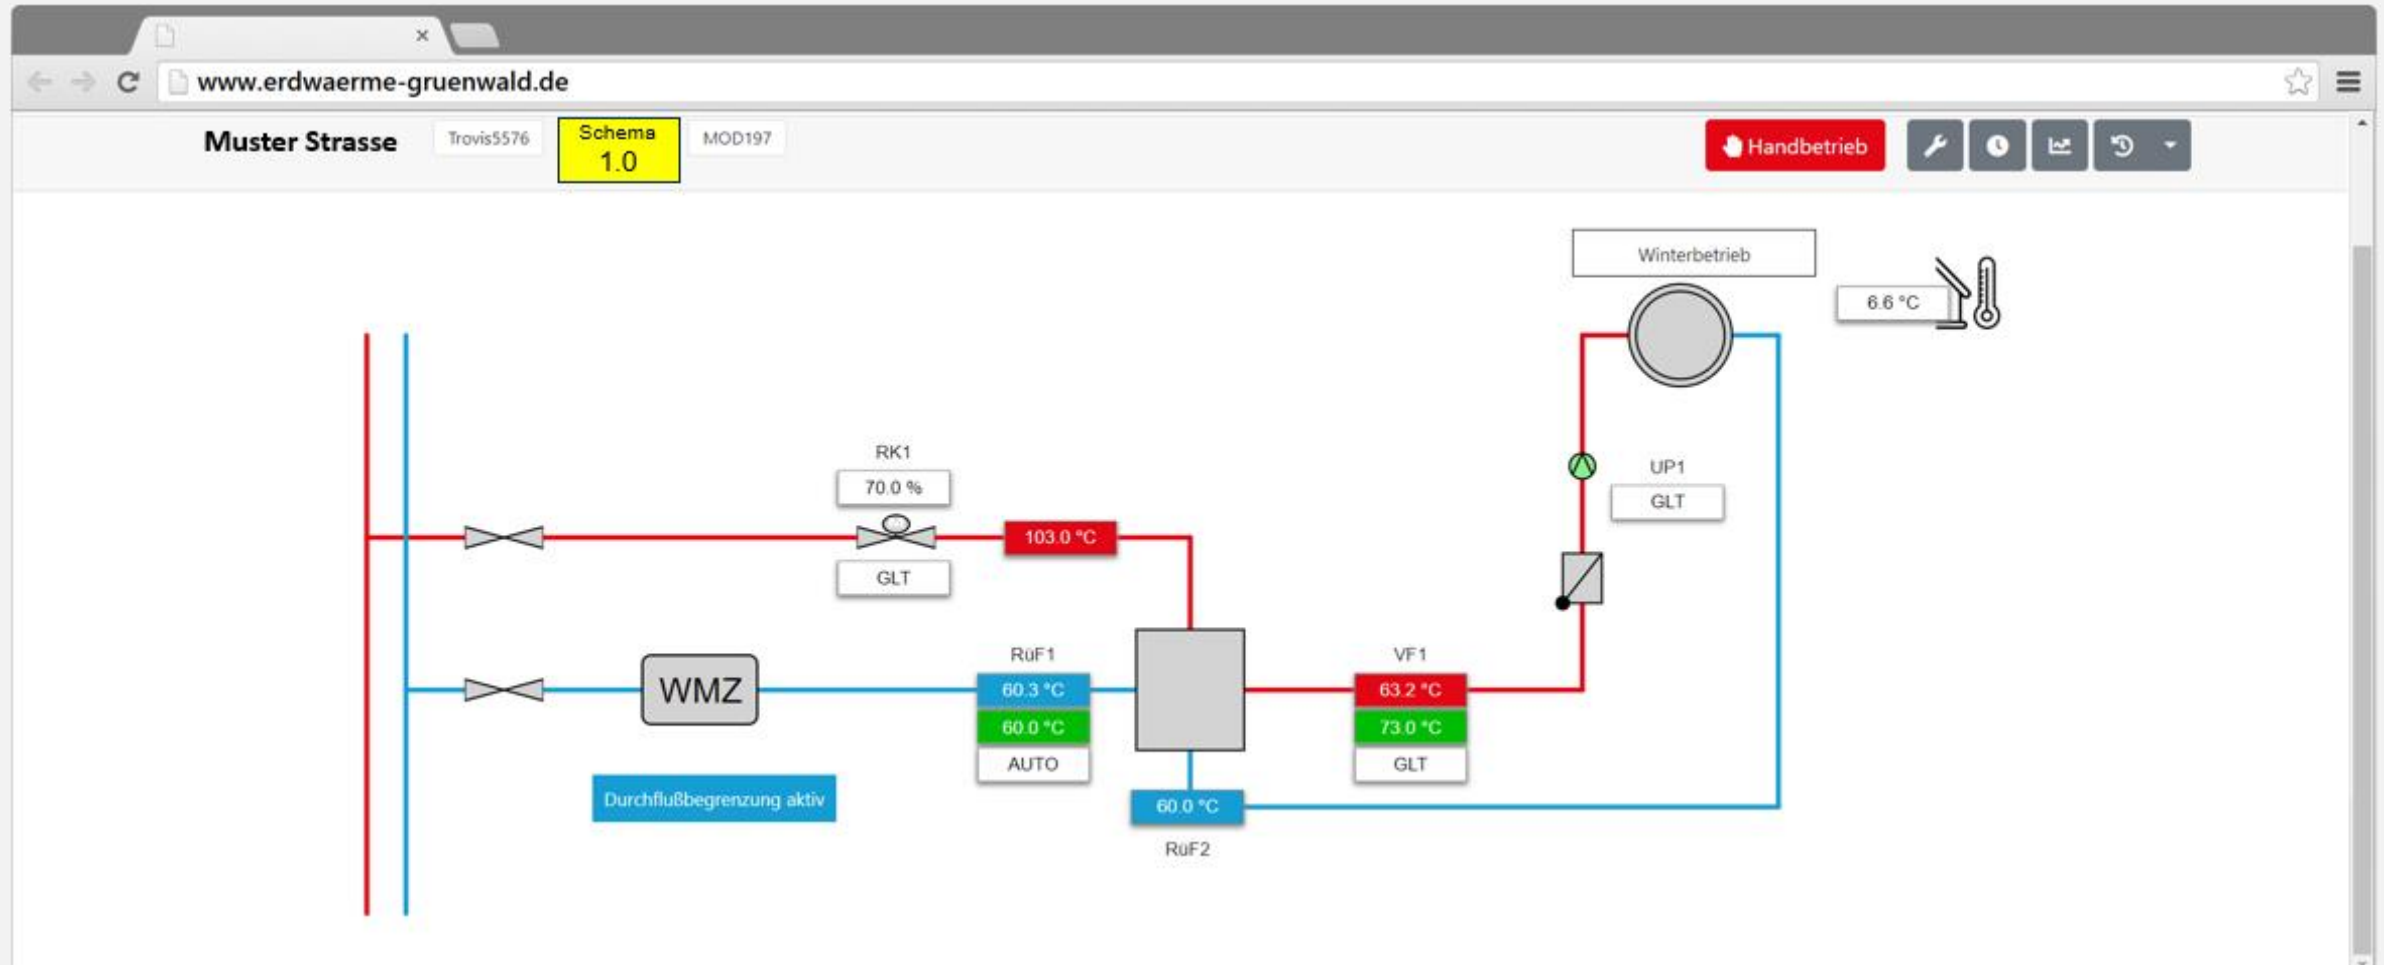 www.erdwaerme-gruenwald.de
Muster Strasse
Trovis5576
Schema
1.0
MOD197
Handbetrieb
Winterbetrieb
6.6 °C
RK1
70.0 %
UP1
GLT
103.0 °C
GLT
RüF1
VF1
WMZ
60.3 °C
63.2 °C
60.0 °C
73.0 °C
AUTO
GLT
Durchflußbegrenzung aktiv
60.0 °C
RüF2